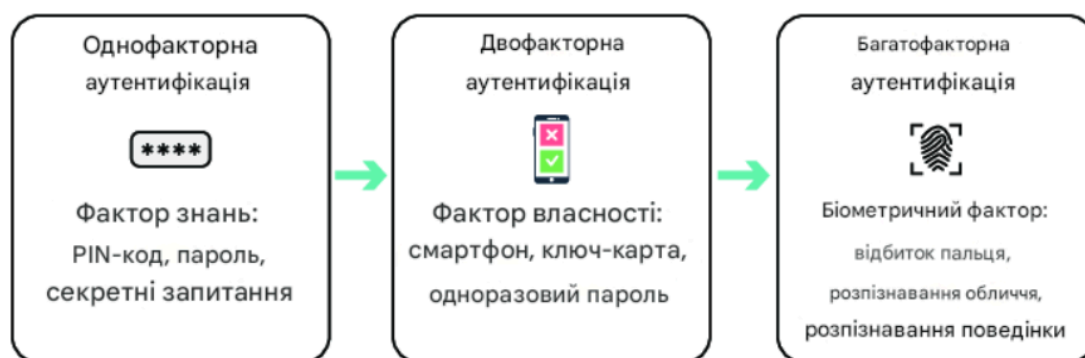 Однофакторна
аутентифікація
****
Фактор знань:
PIN-код, пароль,
секретні запитання
Двофакторна
аутентифікація
Фактор власності:
смартфон, ключ-карта,
одноразовий пароль
Багатофакторна
аутентифікація
Біометричний фактор:
відбиток пальця,
розпізнавання обличчя,
розпізнавання поведінки